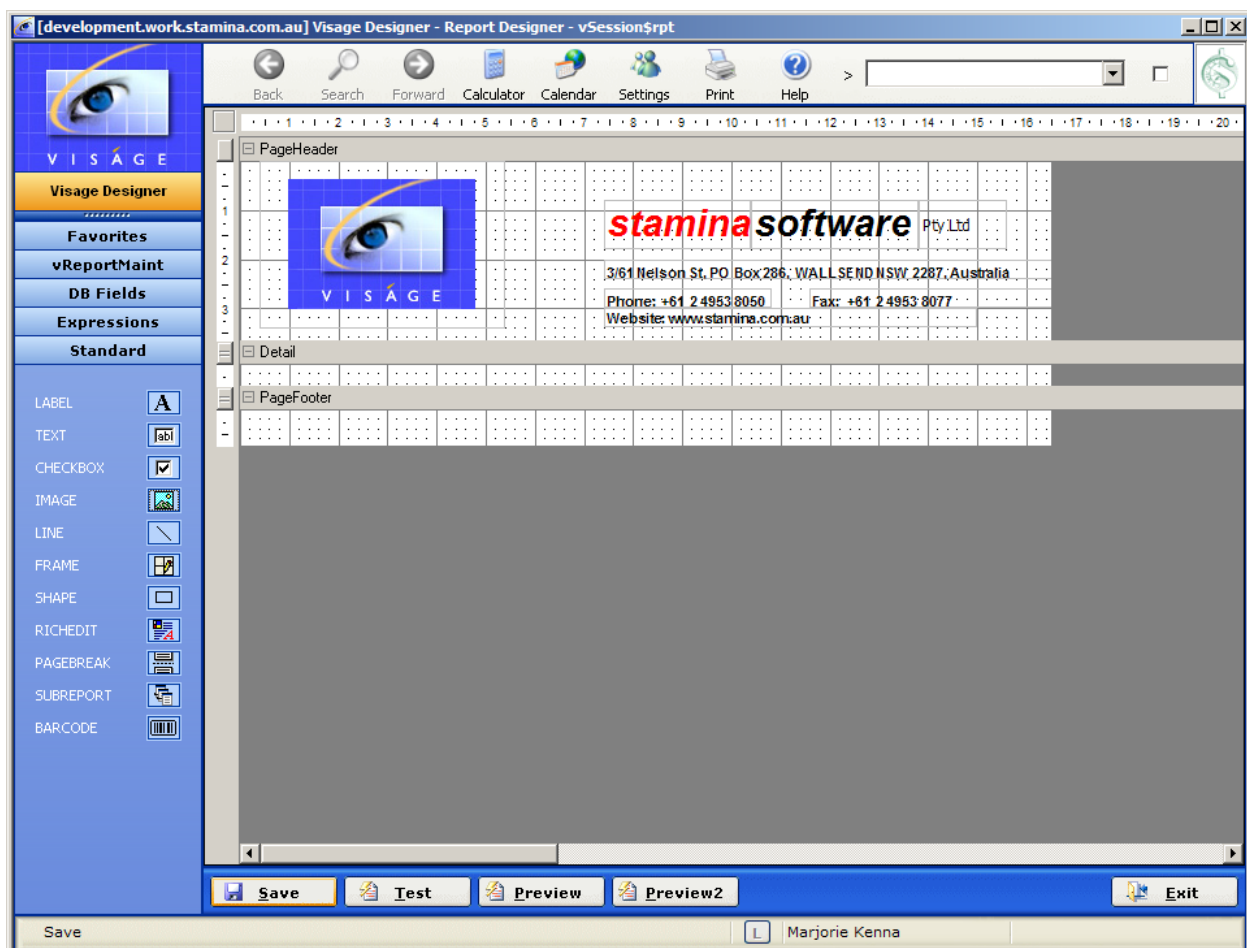 [development.work.stamina.com.au] Visage Designer - Report Designer - vSession$rpt
VISÁGE
Back Search Forward Calculator Calendar Settings Print Help >
1 2 3 4 5 6 7 8 9 10 11 12 13 14 15 16 17 18 19 20
Visage Designer
Favorites
vReportMaint
DB Fields
Expressions
Standard
LABEL A
TEXT abl
CHECKBOX
IMAGE
LINE
FRAME
SHAPE
RICHEDIT A
PAGEBREAK
SUBREPORT
BARCODE
PageHeader
1
2
3
VISÁGE
stamina software Pty Ltd
3/61 Nelson St, PO Box 286, WALLSEND NSW 2287, Australia
Phone: +61 2 4953 8050 Fax: +61 2 4953 8077
Website: www.stamina.com.au
Detail
PageFooter
Save Test Preview Preview2 Exit
Save L Marjorie Kenna